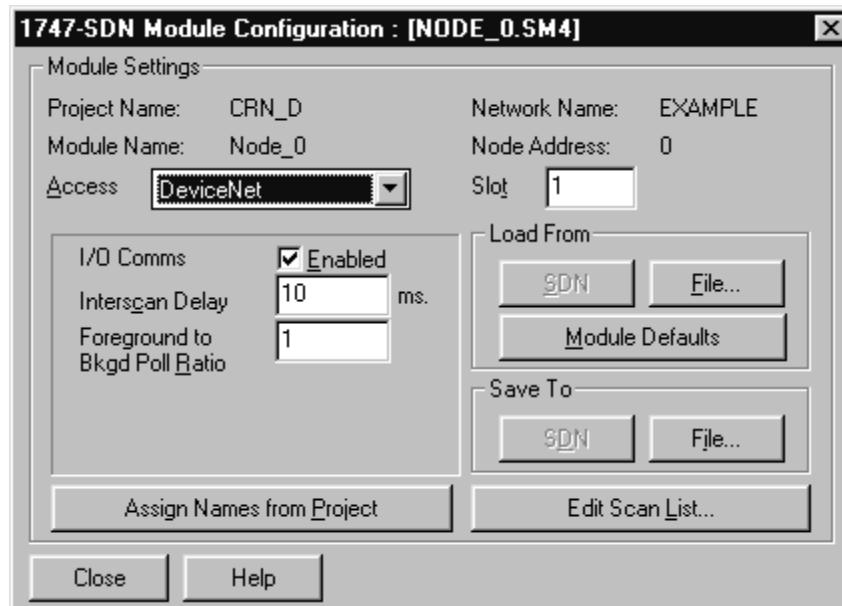 1747-SDN Module Configuration : [NODE_0.SM4]
Module Settings
Project Name: CRN_D Network Name: EXAMPLE
Module Name: Node_0 Node Address: 0
Access DeviceNet Slot 1
I/O Comms Enabled
Interscan Delay 10 ms.
Foreground to
Bkgd Poll Ratio 1
Load From
SDN File...
Module Defaults
Save To
SDN File...
Assign Names from Project Edit Scan List...
Close Help